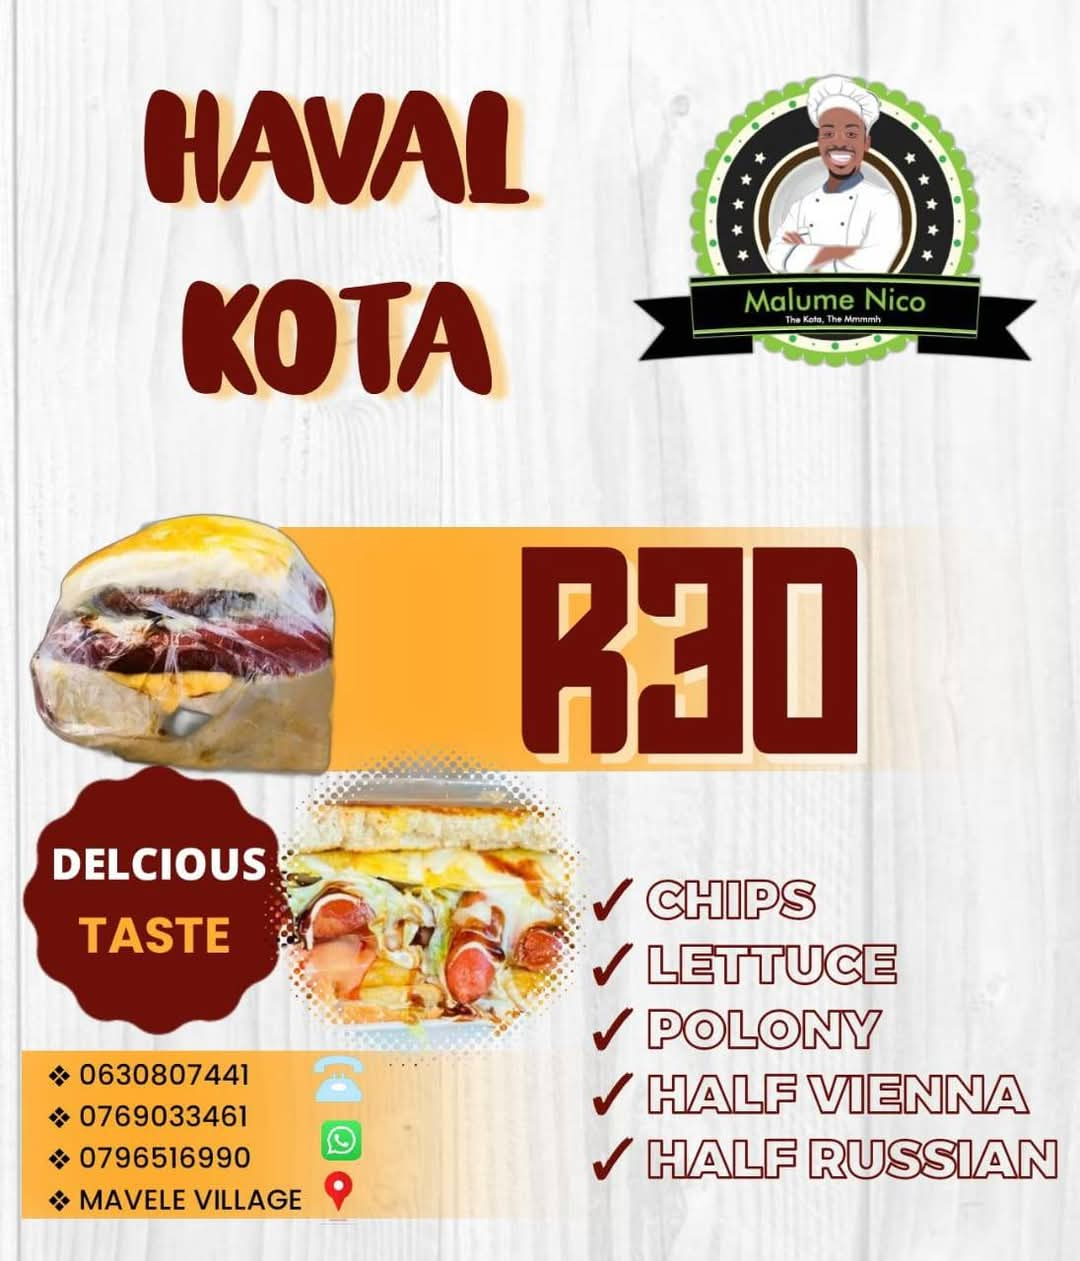 HAVAL
KOTA
Malume Nico
The Kota, The Mmmmh
R30
DELCIOUS
TASTE
✓ CHIPS
✓ LETTUCE
✓ POLONY
✓ HALF VIENNA
✓ HALF RUSSIAN
❖ 0630807441
❖ 0769033461
❖ 0796516990
❖ MAVELE VILLAGE